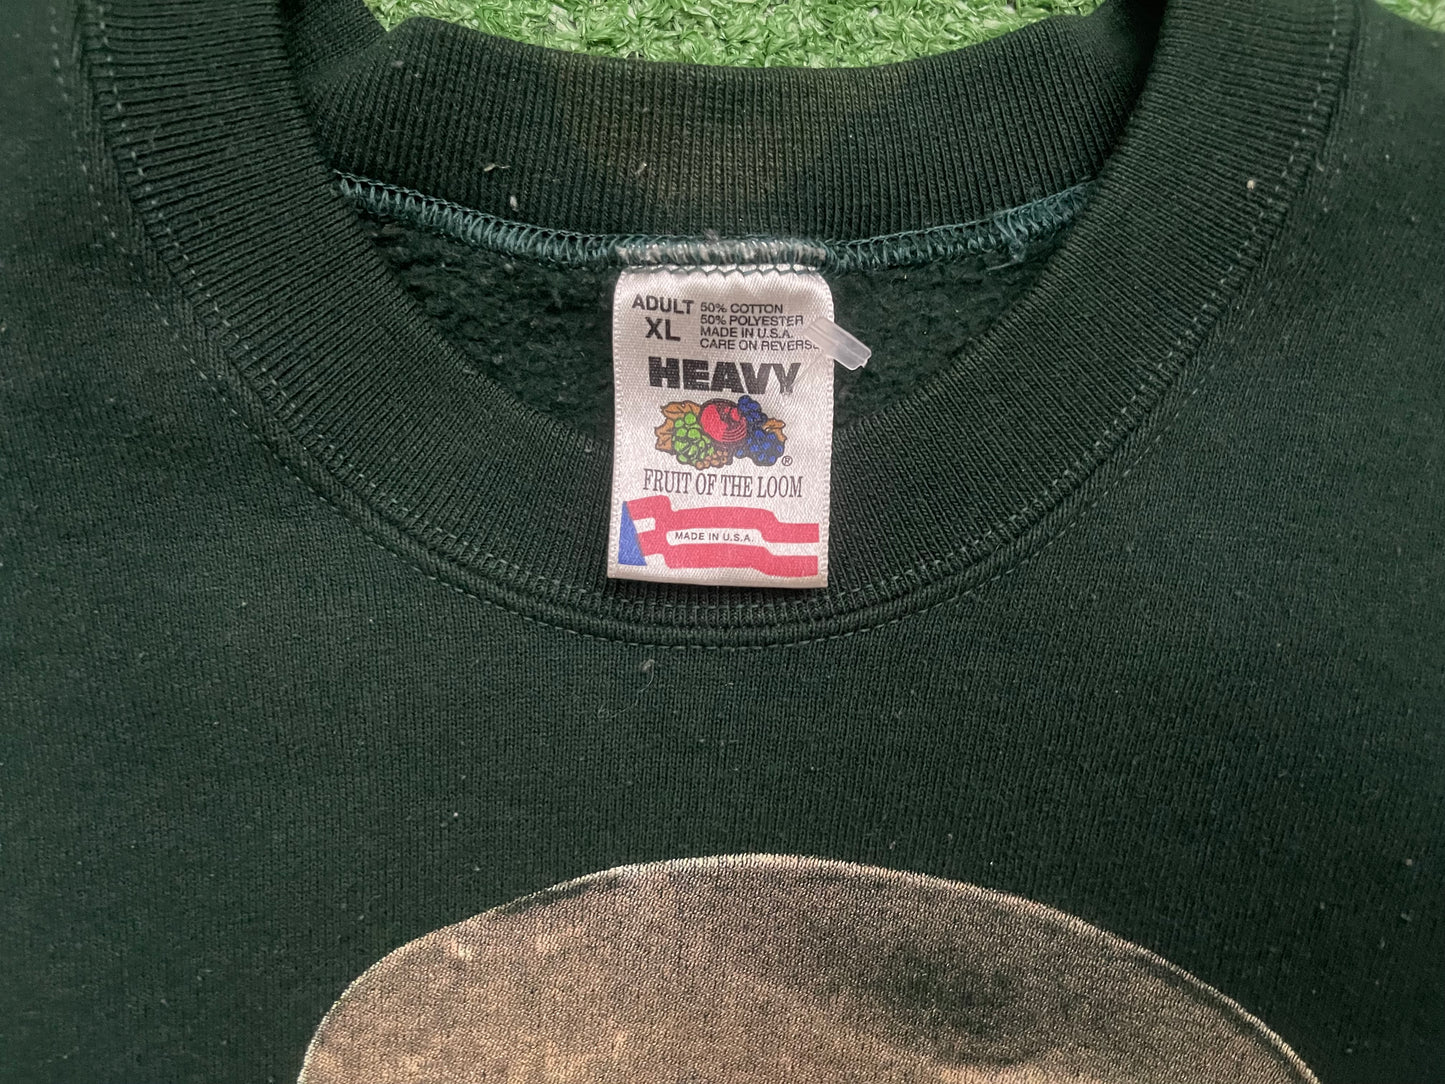 ADULT
XL
50% COTTON
50% POLYESTER
MADE IN U.S.A.
CARE ON REVERSE
HEAVY
®
FRUIT OF THE LOOM
MADE IN U.S.A.